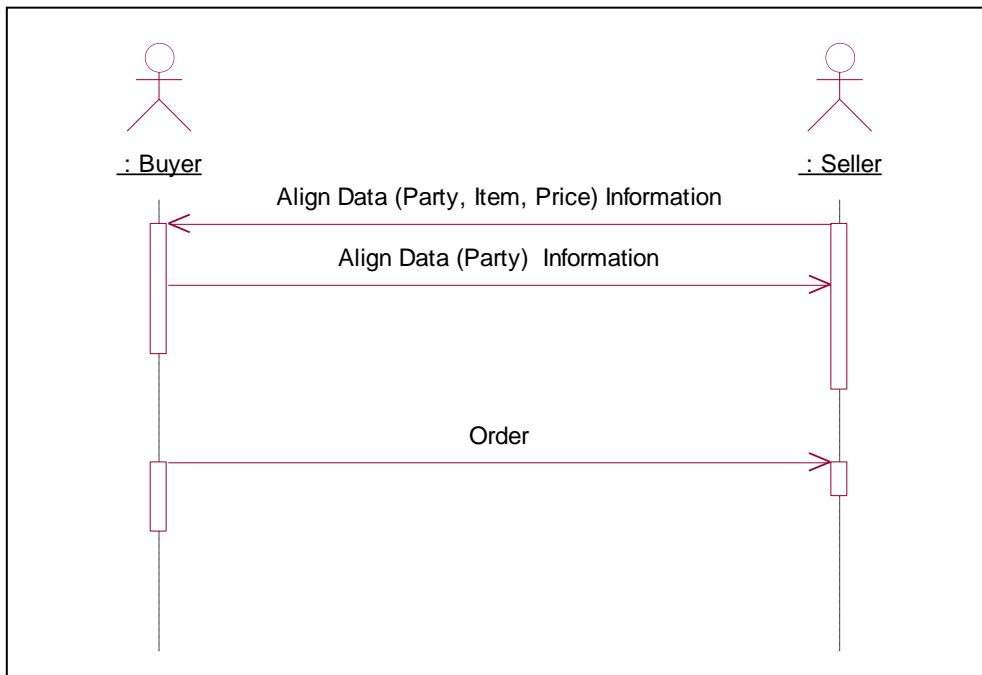 : Buyer
: Seller
Align Data (Party, Item, Price) Information
Align Data (Party)  Information
Order